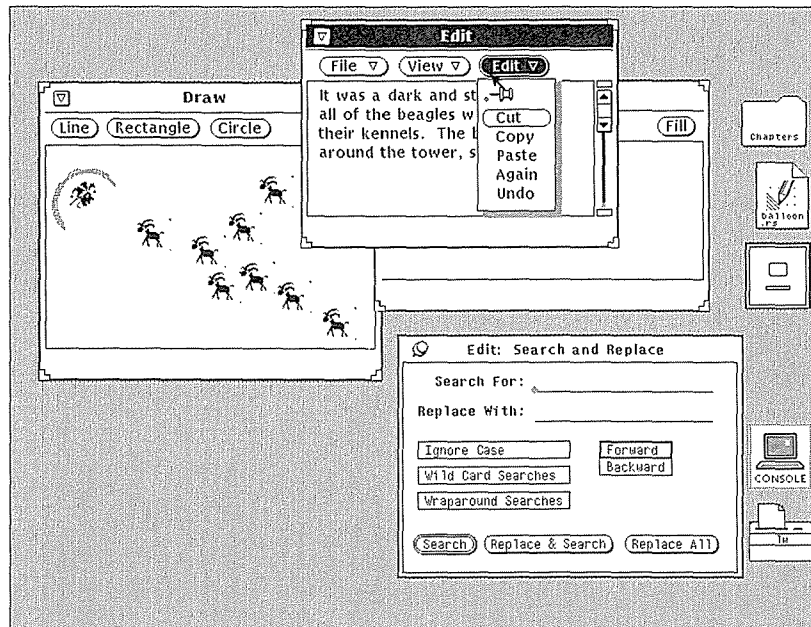 Edit
File View Edit
It was a dark and st
all of the beagles w
their kennels. The b
around the tower, s
Cut
Copy
Paste
Again
Undo
Draw
Line Rectangle Circle
Fill
Chapters
balloon
.rs
Edit: Search and Replace
Search For:
Replace With:
Ignore Case
Wild Card Searches
Wraparound Searches
Forward
Backward
Search Replace & Search Replace All
CONSOLE